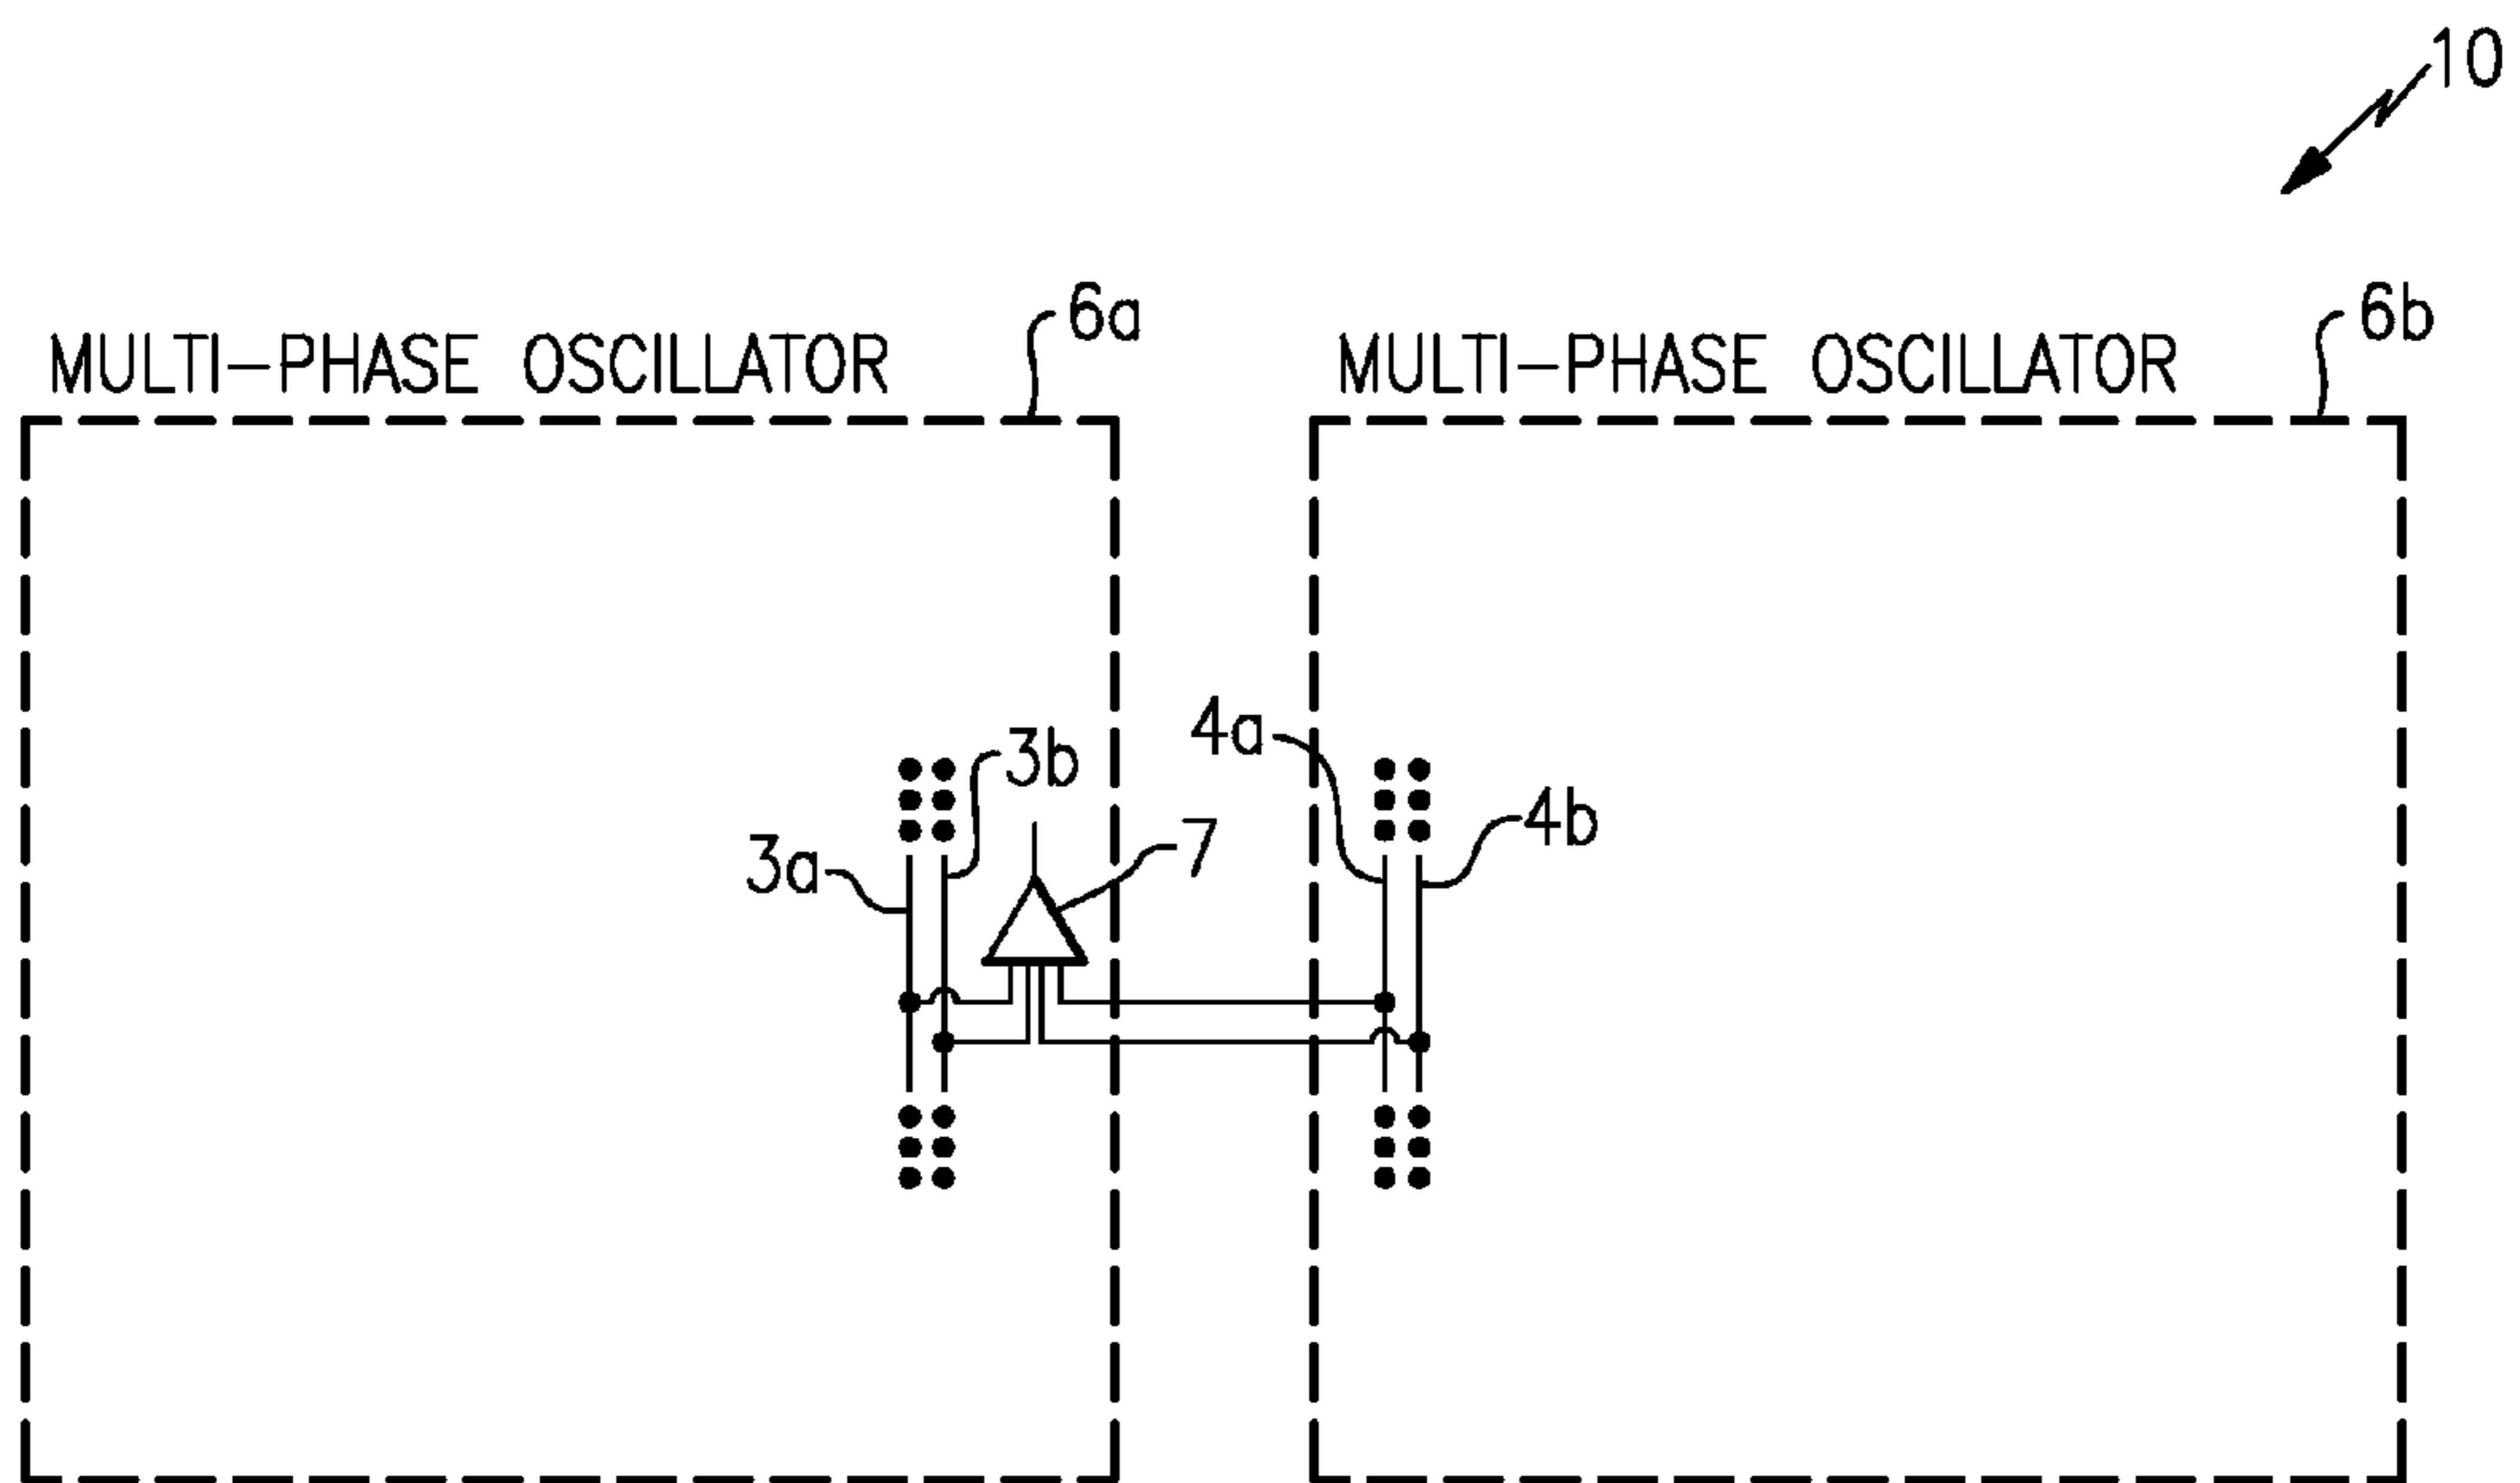 10
6a
6b
MULTI-PHASE OSCILLATOR
MULTI-PHASE OSCILLATOR
3b
4a
4b
3a
7